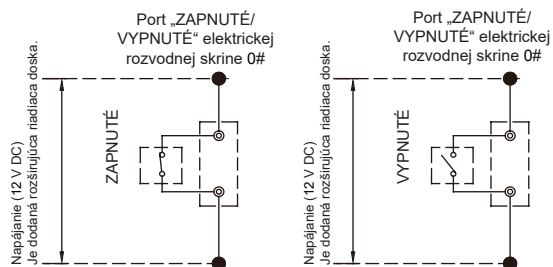 Port „ZAPNUTÉ/
VYPNUTÉ“ elektrickej
rozvodnej skrine 0#
Napájanie (12 V DC)
Je dodaná rozširujúca riadiaca doska.
ZAPNUTÉ
Port „ZAPNUTÉ/
VYPNUTÉ“ elektrickej
rozvodnej skrine 0#
Napájanie (12 V DC)
Je dodaná rozširujúca riadiaca doska.
VYPNUTÉ